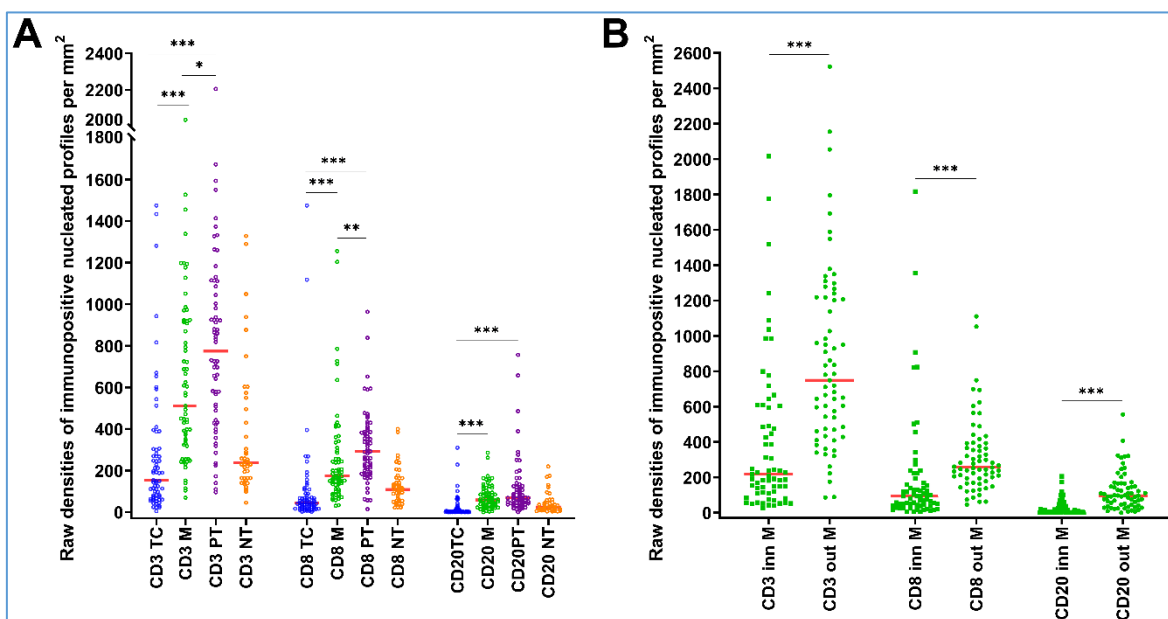 A
Raw densities of immunopositive nucleated profiles per mm²
2400
2200
2000
1800
1600
1400
1200
1000
800
600
400
200
0
***
*
***
***
***
**
***
***
CD3 TC
CD3 M
CD3 PT
CD3 NT
CD8 TC
CD8 M
CD8 PT
CD8 NT
CD20TC
CD20 M
CD20PT
CD20 NT
B
Raw densities of immunopositive nucleated profiles per mm²
2600
2400
2200
2000
1800
1600
1400
1200
1000
800
600
400
200
0
***
***
***
CD3 inn M
CD3 out M
CD8 inn M
CD8 out M
CD20 inn M
CD20 out M